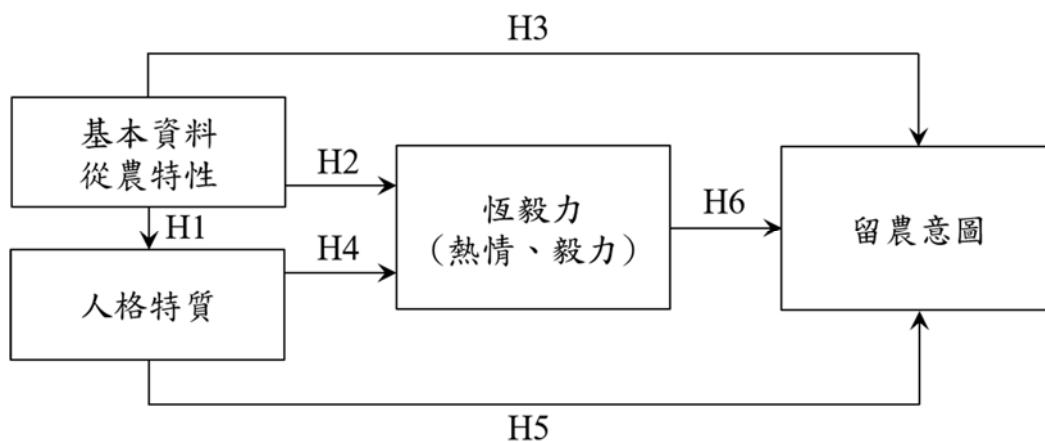 H3
基本資料
從農特性
H2
H1
H4
人格特質
恆毅力
（熱情、毅力）
H6
留農意圖
H5